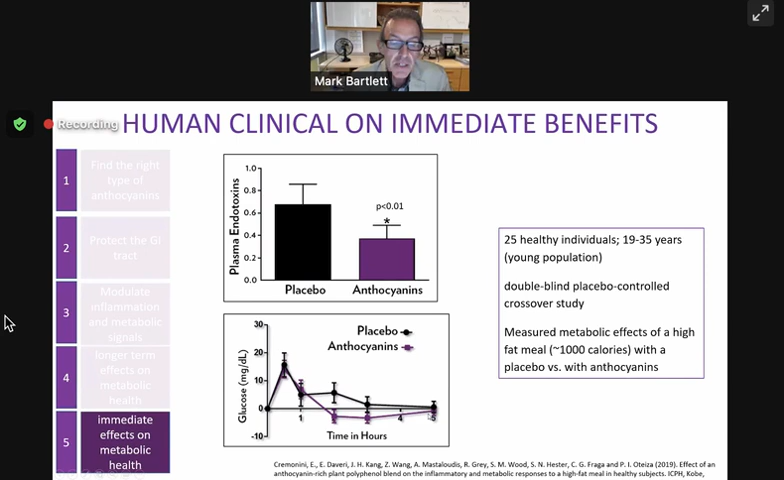 Mark Bartlett
Recording
HUMAN CLINICAL ON IMMEDIATE BENEFITS
1
Find the right
type of
anthocyanins
2
Protect the GI
tract
3
Modulate
inflammation
and metabolic
signals
4
longer term
effects on
metabolic
health
5
immediate
effects on
metabolic
health
Plasma Endotoxins
1.0
0.8
0.6
0.4
0.2
0.0
p<0.01
*
Placebo
Anthocyanins
Glucose (mg/dL)
30
20
10
0
-10
Placebo
Anthocyanins
1
4
5
Time in Hours
25 healthy individuals; 19-35 years
(young population)
double-blind placebo-controlled
crossover study
Measured metabolic effects of a high
fat meal (~1000 calories) with a
placebo vs. with anthocyanins
Cremonini, E., E. Daveri, J. H. Kang, Z. Wang, A. Mastaloudis, R. Grey, S. M. Wood, S. N. Hester, C. G. Fraga and P. I. Oteiza (2019). Effect of an
anthocyanin-rich plant polyphenol blend on the inflammatory and metabolic responses to a high-fat meal in healthy subjects. ICPH, Kobe,